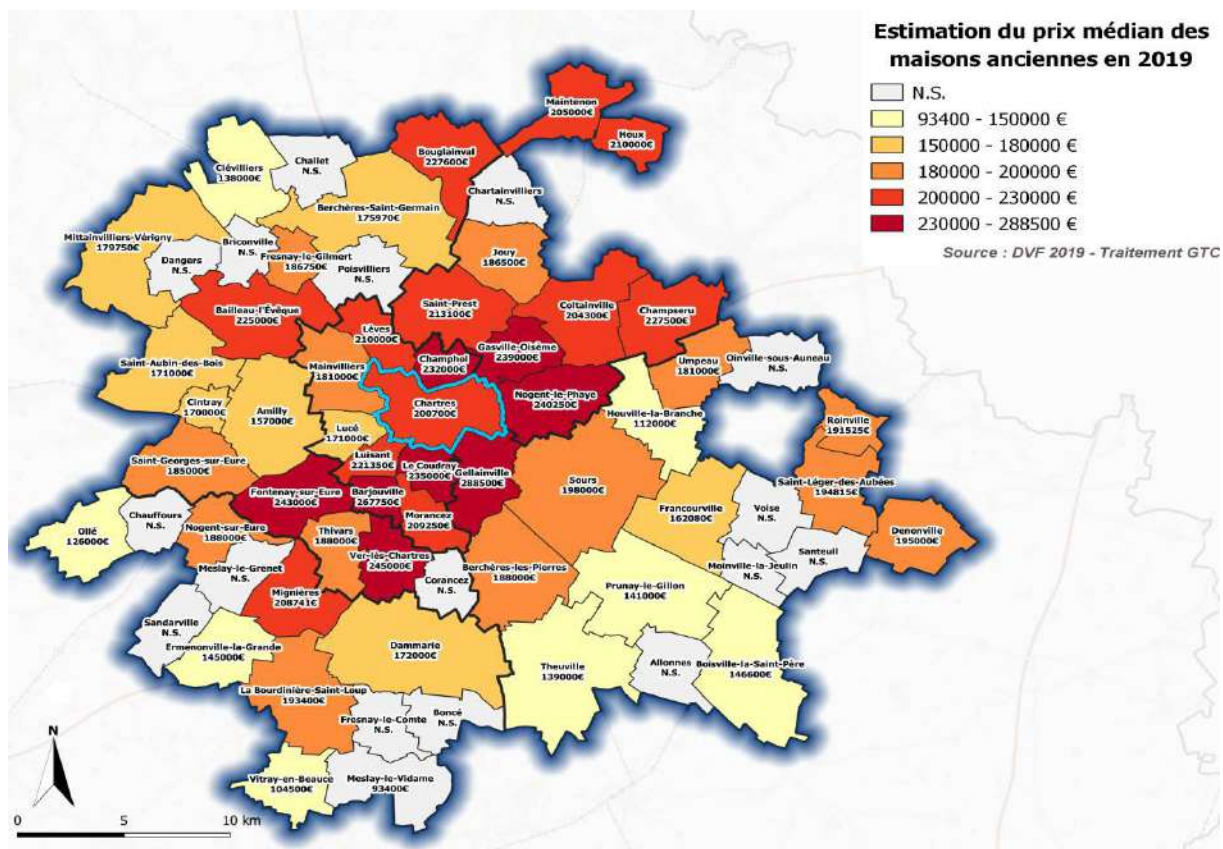 Estimation du prix médian des
maisons anciennes en 2019
N.S.
93400 - 150000 €
150000 - 180000 €
180000 - 200000 €
200000 - 230000 €
230000 - 288500 €
Source : DVF 2019 - Traitement GTC
Maintenon
205000€
Houx
210000€
Bouglainval
227600€
Clévilliers
138000€
Challet
N.S.
Chartainvilliers
N.S.
Berchères-Saint-Germain
175970€
Mittainvilliers-Vérigny
179750€
Briconville
N.S.
Dangers
N.S.
Fresnay-le-Gilmert
186750€
Poisvilliers
N.S.
Jouy
186500€
Bailleau-l'Évêque
225000€
Saint-Prest
213100€
Coltainville
204300€
Champseru
227500€
Lèves
210000€
Champhol
232000€
Gasville-Oisème
239000€
Saint-Aubin-des-Bois
171000€
Mainvilliers
181000€
Umpeau
181000€
Oinville-sous-Auneau
N.S.
Cintray
170000€
Amilly
157000€
Chartres
200700€
Nogent-le-Phaye
240250€
Houville-la-Branche
112000€
Roinville
191525€
Lucé
171000€
Luisant
221350€
Le Coudray
235000€
Gellainville
288500€
Saint-Georges-sur-Eure
185000€
Sours
198000€
Saint-Léger-des-Aubées
194815€
Fontenay-sur-Eure
243000€
Barjouville
267750€
Morancez
209250€
Francourville
162080€
Voise
N.S.
Denonville
195000€
Ollé
126000€
Chauffours
N.S.
Nogent-sur-Eure
188000€
Thivars
188000€
Ver-lès-Chartres
245000€
Corancez
N.S.
Berchères-les-Pierres
188000€
Santeuil
N.S.
Moinville-la-Jeulin
N.S.
Meslay-le-Grenet
N.S.
Mignières
208741€
Prunay-le-Gillon
141000€
Sandarville
N.S.
Ermenonville-la-Grande
145000€
Dammarie
172000€
Theuville
139000€
Allonnes
N.S.
Boisville-la-Saint-Père
146600€
La Bourdinière-Saint-Loup
193400€
Fresnay-le-Comte
N.S.
Boncé
N.S.
Vitray-en-Beauce
104500€
Meslay-le-Vidame
93400€
N
0 5 10 km